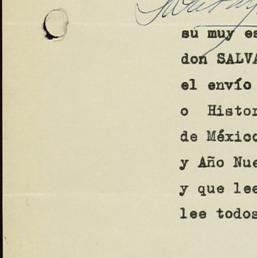 su muy es
don SALVA
el envío
o Histor
de México
y Año Nue
y que lee
lee todos